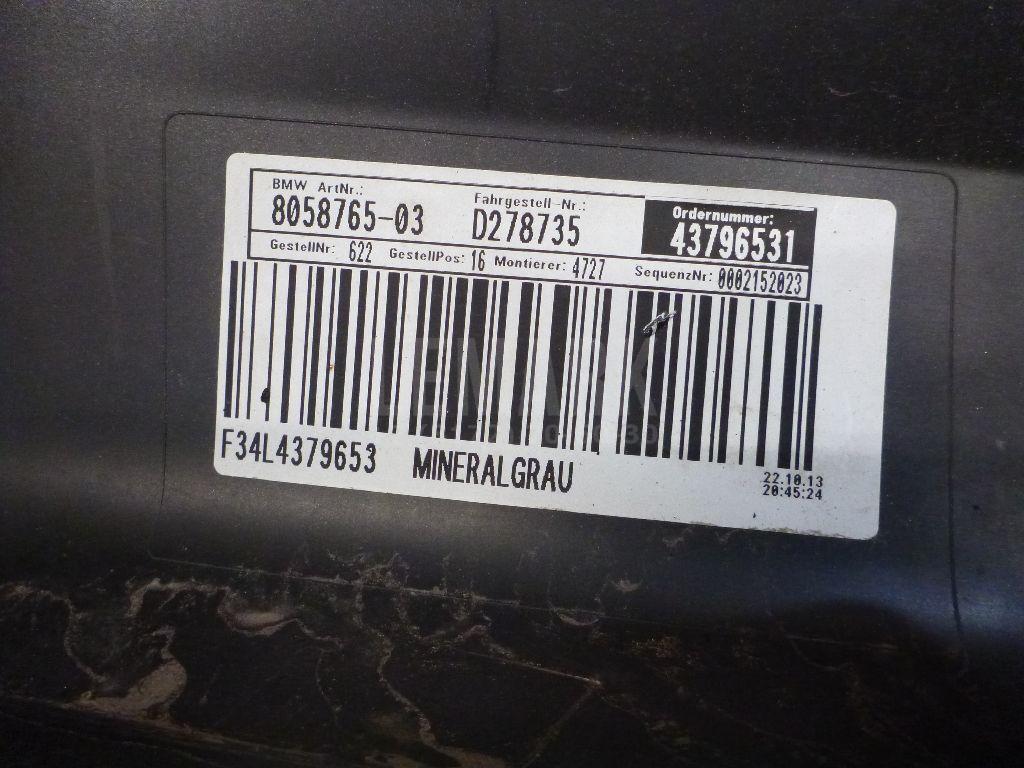 BMW ArtNr.: Fahrgestell-Nr.: Ordernummer:
8058765-03 D278735 43796531
GestellNr: 622 GestellPos: 16 Montierer: 4727 SequenzNr: 0002152023
LEMARK
F34L4379653 MINERALGRAU
22.10.13
20:45:24